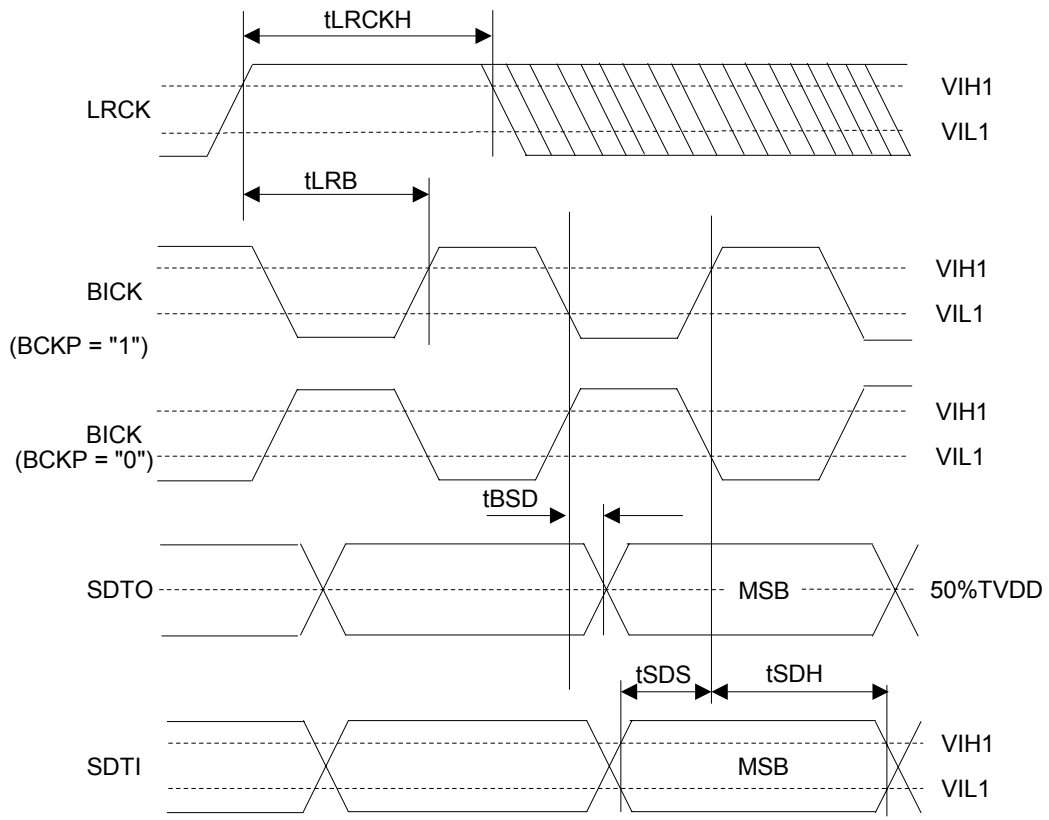 tLRCKH
LRCK
VIH1
VIL1
tLRB
BICK
(BCKP = "1")
VIH1
VIL1
BICK
(BCKP = "0")
VIH1
VIL1
tBSD
SDTO
MSB
50%TVDD
tSDS
tSDH
SDTI
MSB
VIH1
VIL1